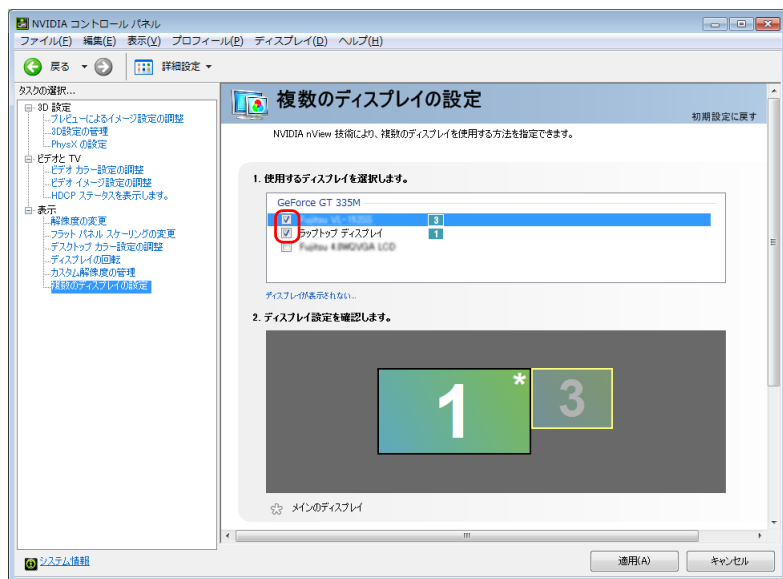 NVIDIA コントロール パネル
ファイル(F) 編集(E) 表示(V) プロフィール(P) ディスプレイ(D) ヘルプ(H)
戻る 詳細設定
タスクの選択...
3D 設定
プレビューによるイメージ設定の調整
3D設定の管理
PhysX の設定
ビデオと TV
ビデオ カラー設定の調整
ビデオ イメージ設定の調整
HDCP ステータスを表示します。
表示
解像度の変更
フラット パネル スケーリングの変更
デスクトップ カラー設定の調整
ディスプレイの回転
カスタム解像度の管理
複数のディスプレイの設定
システム情報
複数のディスプレイの設定
初期設定に戻す
NVIDIA nView 技術により、複数のディスプレイを使用する方法を指定できます。
1. 使用するディスプレイを選択します。
GeForce GT 335M
3
ラップトップ ディスプレイ 1
Fujitsu LCD
ディスプレイが表示されない...
2. ディスプレイ設定を確認します。
1 * 3
メインのディスプレイ
適用(A) キャンセル